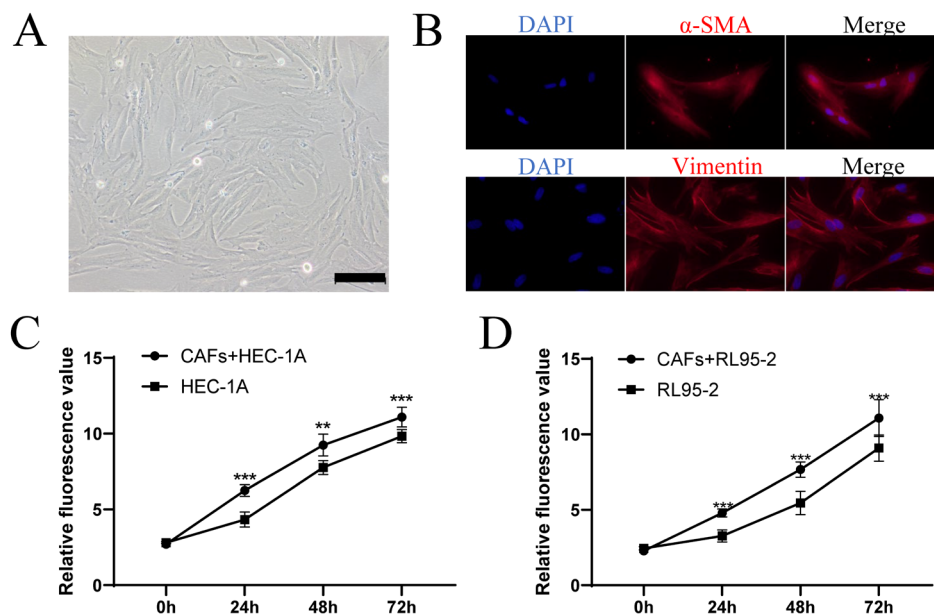 A
B
DAPI α-SMA Merge
DAPI Vimentin Merge
C
CAFs+HEC-1A
HEC-1A
Relative fluorescence value
15
10
5
0
***
**
***
0h 24h 48h 72h
D
CAFs+RL95-2
RL95-2
Relative fluorescence value
15
10
5
0
***
***
***
0h 24h 48h 72h